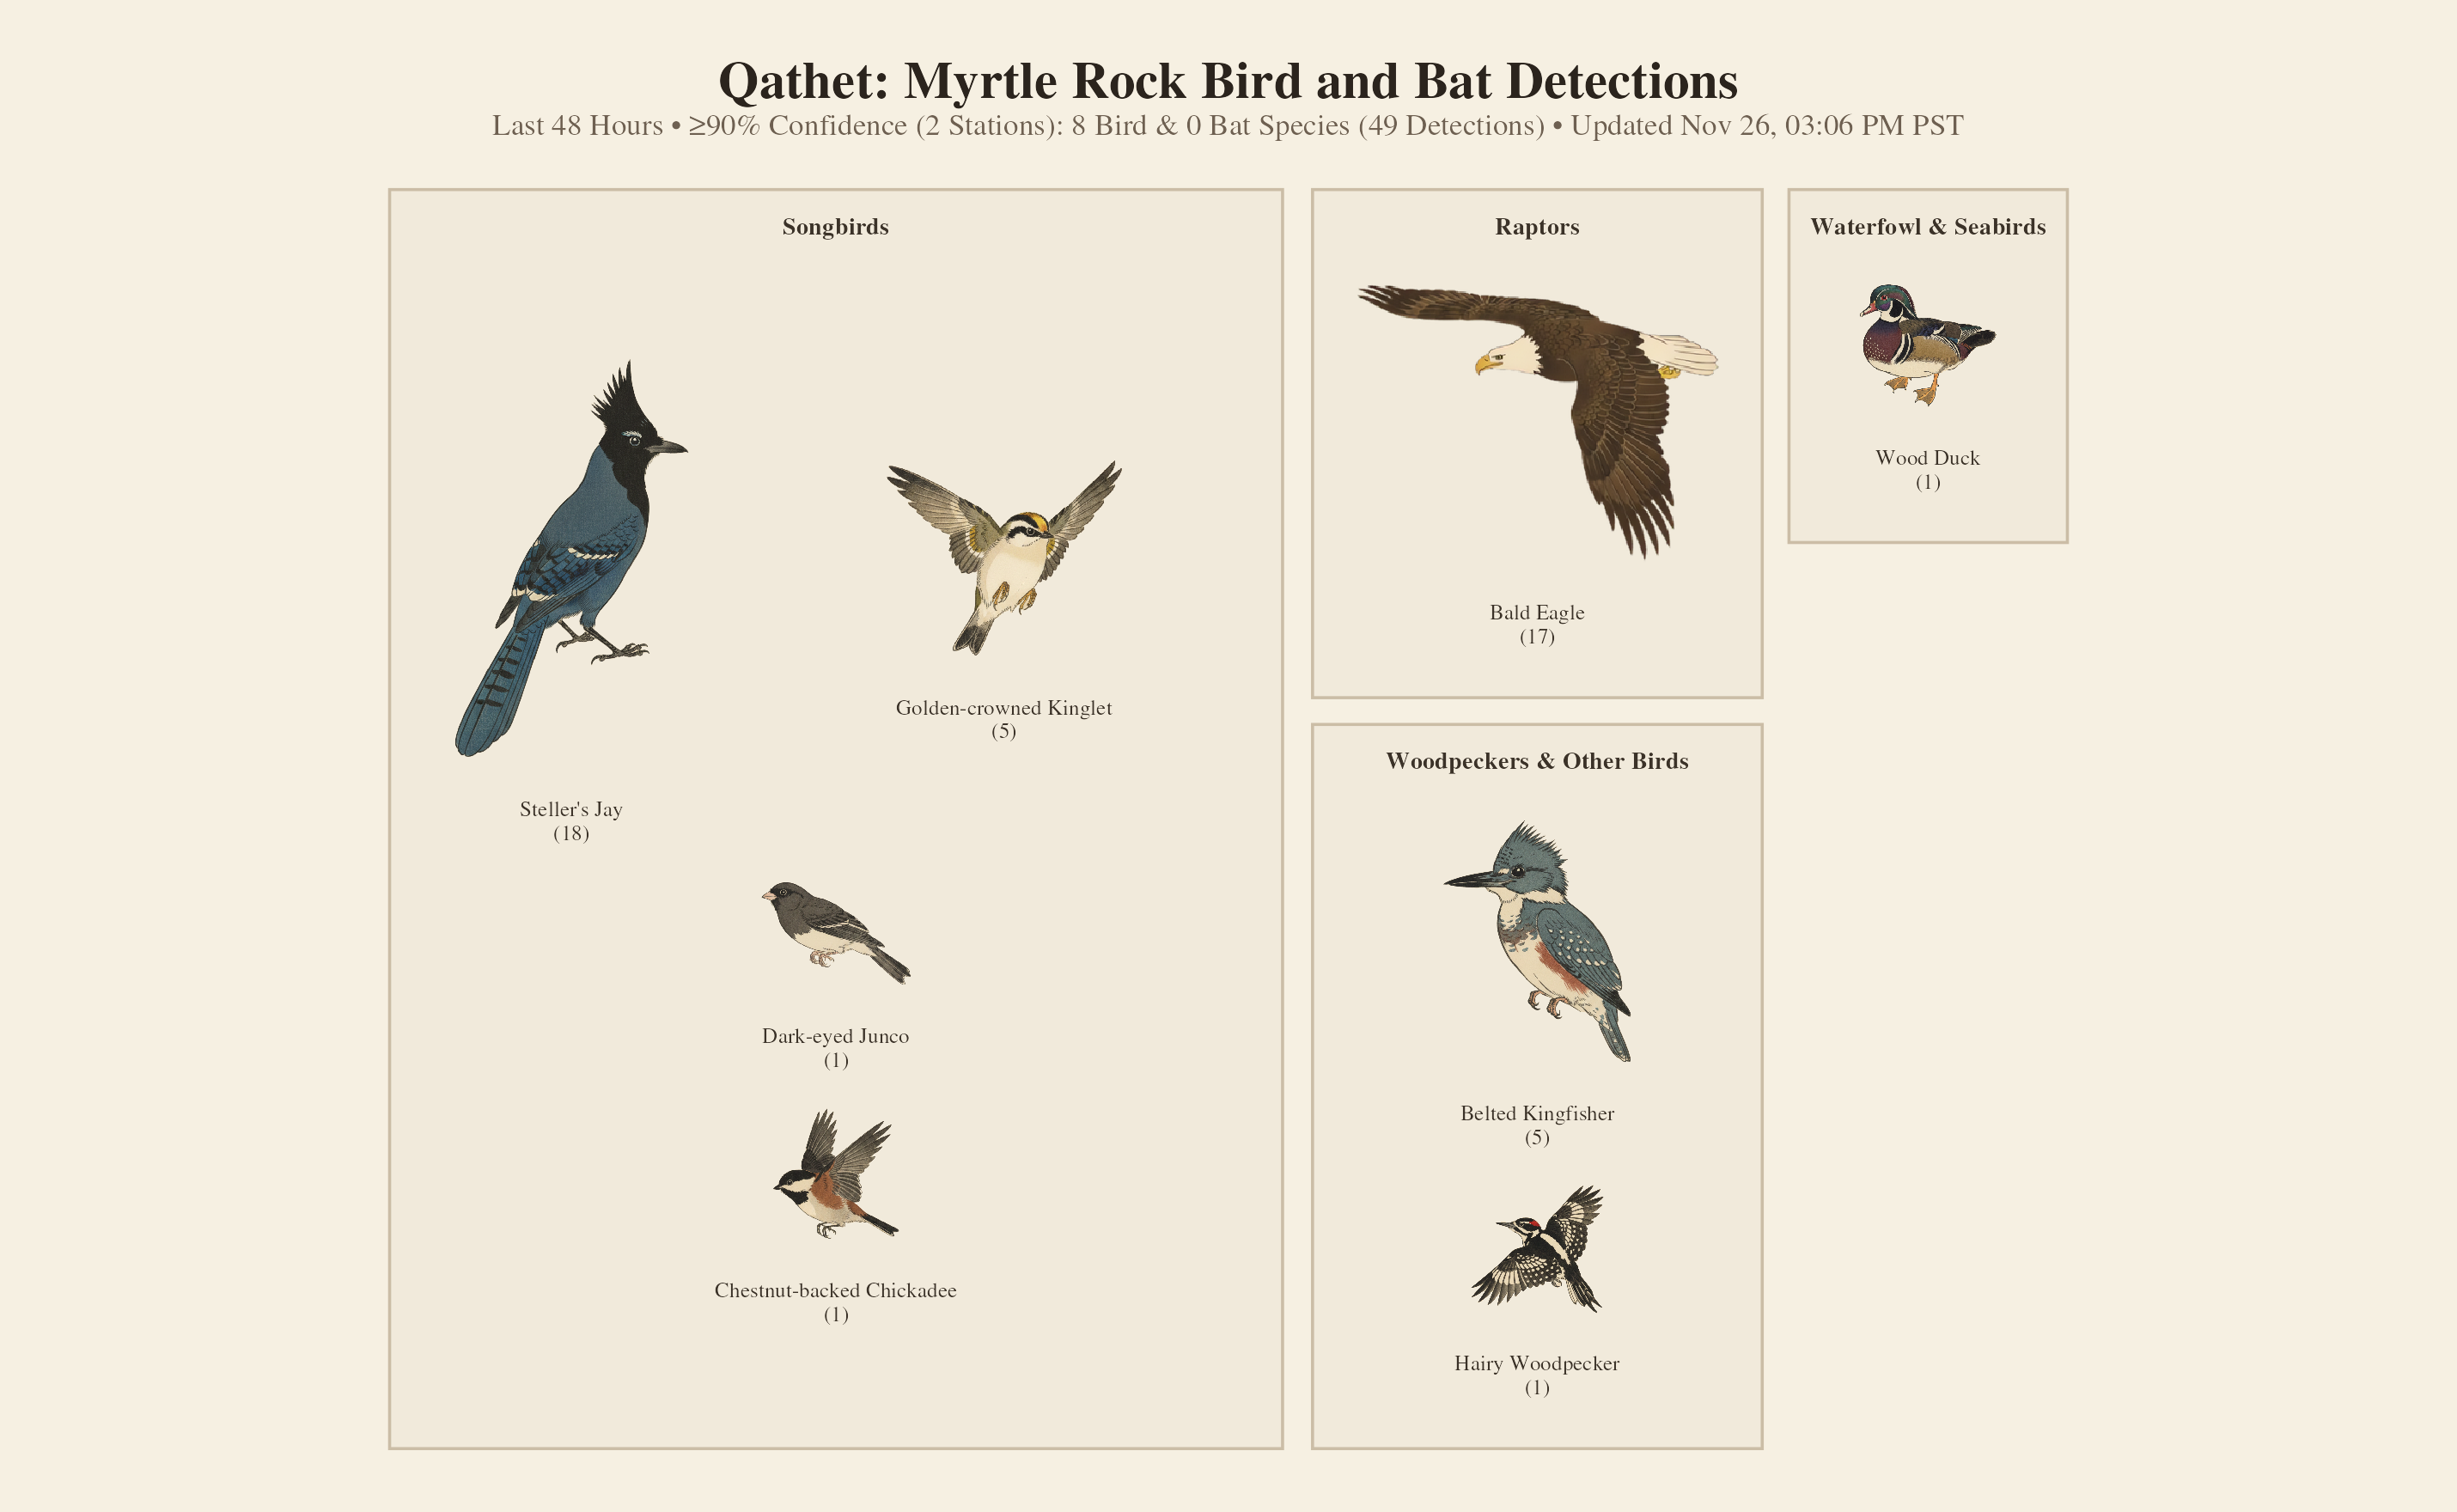 Qathet: Myrtle Rock Bird and Bat Detections
Last 48 Hours • ≥90% Confidence (2 Stations): 8 Bird & 0 Bat Species (49 Detections) • Updated Nov 26, 03:06 PM PST
Songbirds
Steller's Jay
(18)
Golden-crowned Kinglet
(5)
Dark-eyed Junco
(1)
Chestnut-backed Chickadee
(1)
Raptors
Bald Eagle
(17)
Woodpeckers & Other Birds
Belted Kingfisher
(5)
Hairy Woodpecker
(1)
Waterfowl & Seabirds
Wood Duck
(1)